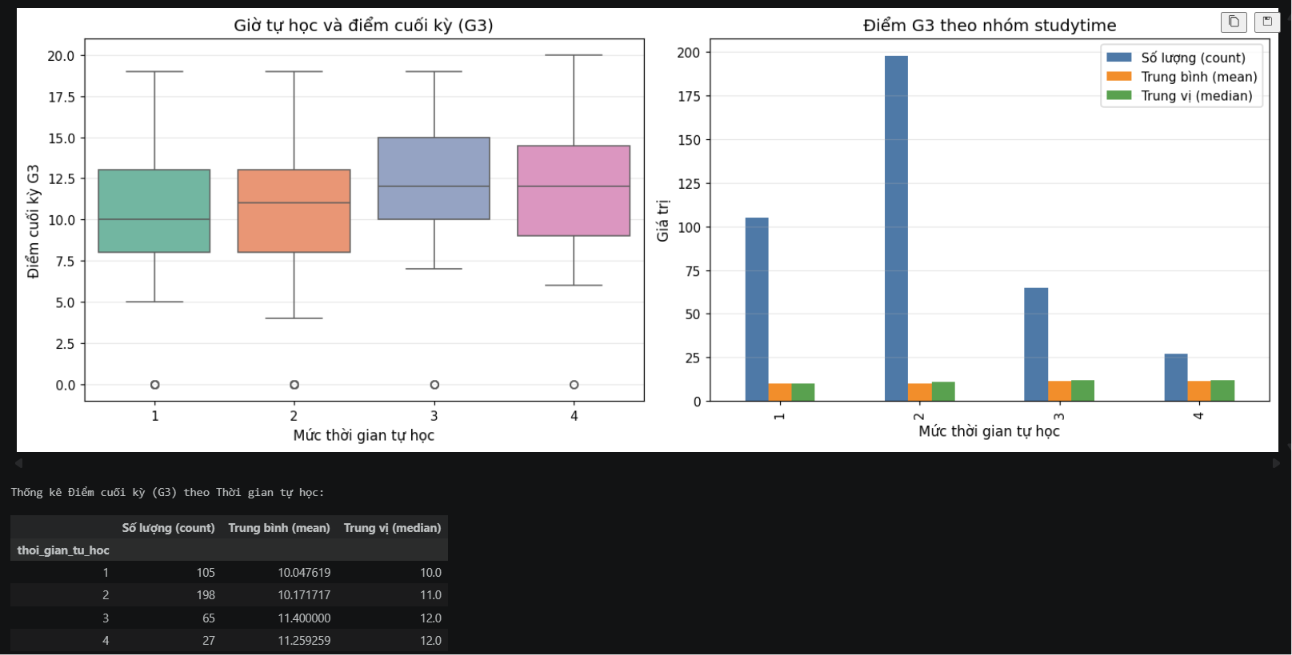 Giờ tự học và điểm cuối kỳ (G3)
Điểm cuối kỳ G3
20.0
17.5
15.0
12.5
10.0
7.5
5.0
2.5
0.0
1 2 3 4
Mức thời gian tự học
Điểm G3 theo nhóm studytime
Số lượng (count)
Trung bình (mean)
Trung vị (median)
Giá trị
200
175
150
125
100
75
50
25
0
1 2 3 4
Mức thời gian tự học
Thống kê Điểm cuối kỳ (G3) theo Thời gian tự học:
Số lượng (count) Trung bình (mean) Trung vị (median)
thoi_gian_tu_hoc
1 105 10.047619 10.0
2 198 10.171717 11.0
3 65 11.400000 12.0
4 27 11.259259 12.0